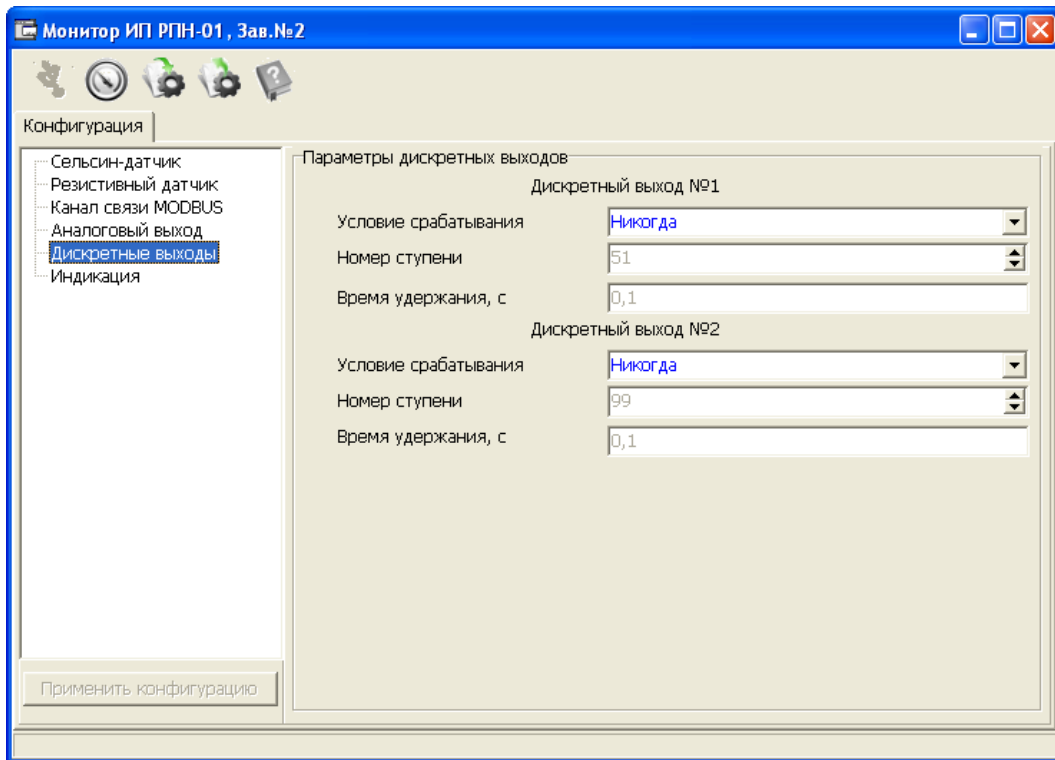 Монитор ИП РПН-01, Зав.№2
Конфигурация
Сельсин-датчик
Резистивный датчик
Канал связи MODBUS
Аналоговый выход
Дискретные выходы
Индикация
Применить конфигурацию
Параметры дискретных выходов
Дискретный выход №1
Условие срабатывания Никогда
Номер ступени 51
Время удержания, с 0,1
Дискретный выход №2
Условие срабатывания Никогда
Номер ступени 99
Время удержания, с 0,1